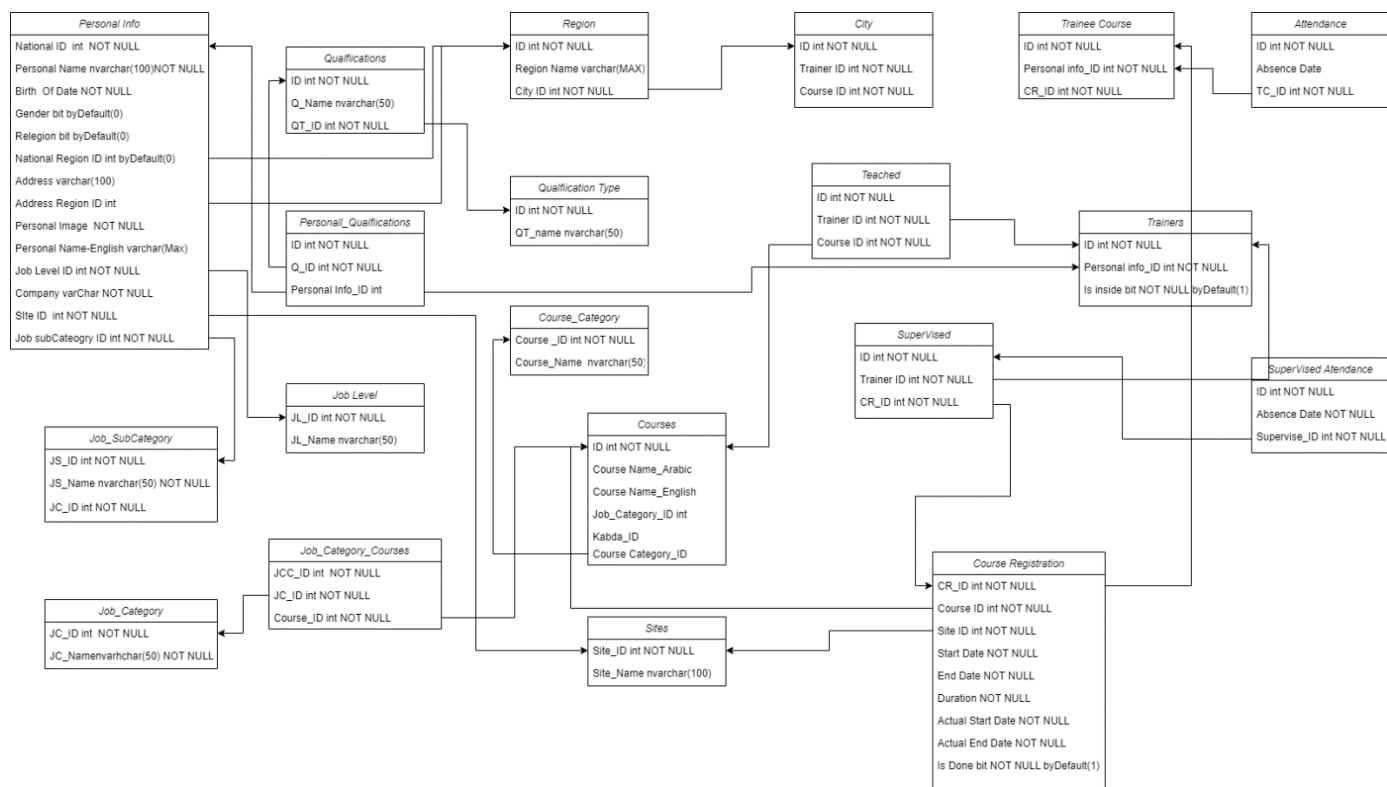 Personal Info
National ID  int  NOT NULL
Personal Name nvarchar(100)NOT NULL
Birth  Of Date NOT NULL
Gender bit byDefault(0)
Relegion bit byDefault(0)
National Region ID int byDefault(0)
Address varchar(100)
Address Region ID int
Personal Image  NOT NULL
Personal Name-English varchar(Max)
Job Level ID int NOT NULL
Company varChar NOT NULL
SIte ID  int NOT NULL
Job subCateogry ID int NOT NULL
Qualfiications
ID int NOT NULL
Q_Name nvarchar(50)
QT_ID int NOT NULL
Region
ID int NOT NULL
Region Name varchar(MAX)
City ID int NOT NULL
City
ID int NOT NULL
Trainer ID int NOT NULL
Course ID int NOT NULL
Trainee Course
ID int NOT NULL
Personal info_ID int NOT NULL
CR_ID int NOT NULL
Attendance
ID int NOT NULL
Absence Date
TC_ID int NOT NULL
Qualfiication Type
ID int NOT NULL
QT_name nvarchar(50)
Personall_Qualfiications
ID int NOT NULL
Q_ID int NOT NULL
Personal Info_ID int
Teached
ID int NOT NULL
Trainer ID int NOT NULL
Course ID int NOT NULL
Trainers
ID int NOT NULL
Personal info_ID int NOT NULL
Is inside bit NOT NULL byDefault(1)
Course_Category
Course _ID int NOT NULL
Course_Name  nvarchar(50)
SuperVised
ID int NOT NULL
Trainer ID int NOT NULL
CR_ID int NOT NULL
SuperVised Atendance
ID int NOT NULL
Absence Date NOT NULL
Supervise_ID int NOT NULL
Job Level
JL_ID int NOT NULL
JL_Name nvarchar(50)
Job_SubCategory
JS_ID int NOT NULL
JS_Name nvarchar(50) NOT NULL
JC_ID int NOT NULL
Courses
ID int NOT NULL
Course Name_Arabic
Course Name_English
Job_Category_ID int
Kabda_ID
Course Category_ID
Job_Category_Courses
JCC_ID int  NOT NULL
JC_ID int NOT NULL
Course_ID int NOT NULL
Job_Category
JC_ID int  NOT NULL
JC_Namenvarhchar(50) NOT NULL
Sites
Site_ID int NOT NULL
Site_Name nvarchar(100)
Course Registration
CR_ID int NOT NULL
Course ID int NOT NULL
Site ID int NOT NULL
Start Date NOT NULL
End Date NOT NULL
Duration NOT NULL
Actual Start Date NOT NULL
Actual End Date NOT NULL
Is Done bit NOT NULL byDefault(1)